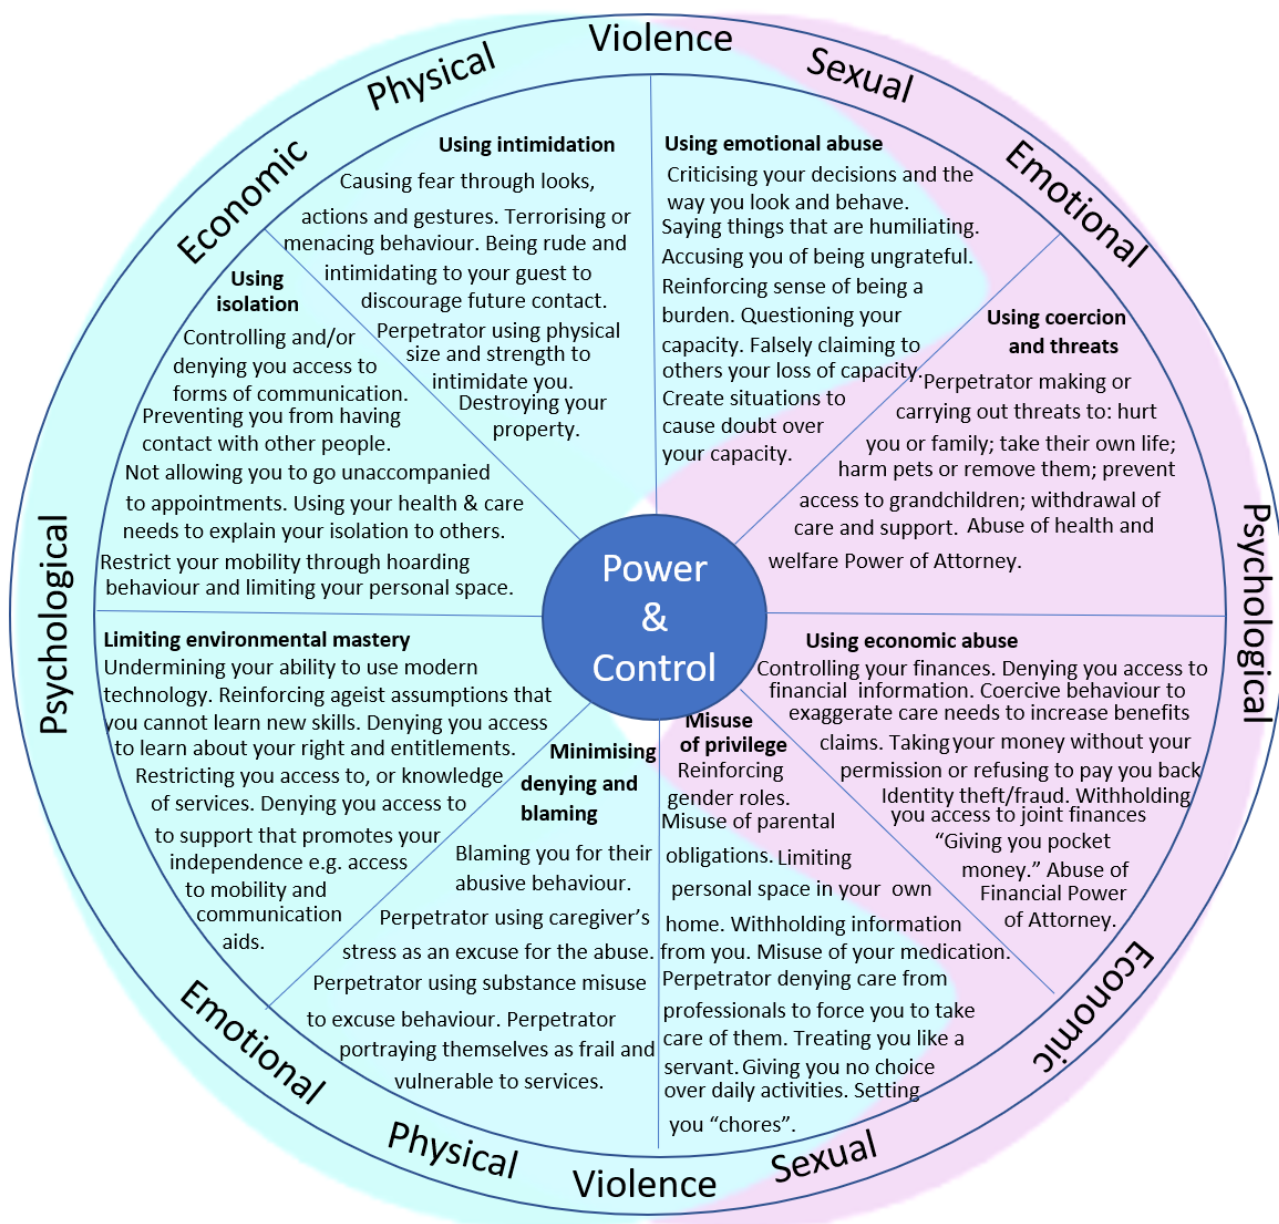 Violence
Physical
Sexual
Economic
Emotional
Psychological
Psychological
Emotional
Economic
Physical
Sexual
Violence
Power
&
Control
Using intimidation
Causing fear through looks,
actions and gestures. Terrorising or
menacing behaviour. Being rude and
intimidating to your guest to
discourage future contact.
Perpetrator using physical
size and strength to
intimidate you.
Destroying your
property.
Using emotional abuse
Criticising your decisions and the
way you look and behave.
Saying things that are humiliating.
Accusing you of being ungrateful.
Reinforcing sense of being a
burden. Questioning your
capacity. Falsely claiming to
others your loss of capacity.
Create situations to
cause doubt over
your capacity.
Using coercion
and threats
Perpetrator making or
carrying out threats to: hurt
you or family; take their own life;
harm pets or remove them; prevent
access to grandchildren; withdrawal of
care and support. Abuse of health and
welfare Power of Attorney.
Using economic abuse
Controlling your finances. Denying you access to
financial information. Coercive behaviour to
exaggerate care needs to increase benefits
claims. Taking your money without your
permission or refusing to pay you back
Identity theft/fraud. Withholding
you access to joint finances
“Giving you pocket
money.” Abuse of
Financial Power
of Attorney.
Misuse
of privilege
Reinforcing
gender roles.
Misuse of parental
obligations. Limiting
personal space in your own
home. Withholding information
from you. Misuse of your medication.
Perpetrator denying care from
professionals to force you to take
care of them. Treating you like a
servant. Giving you no choice
over daily activities. Setting
you “chores”.
Minimising
denying and
blaming
Blaming you for their
abusive behaviour.
Perpetrator using caregiver’s
stress as an excuse for the abuse.
Perpetrator using substance misuse
to excuse behaviour. Perpetrator
portraying themselves as frail and
vulnerable to services.
Limiting environmental mastery
Undermining your ability to use modern
technology. Reinforcing ageist assumptions that
you cannot learn new skills. Denying you access
to learn about your right and entitlements.
Restricting you access to, or knowledge
of services. Denying you access to
to support that promotes your
independence e.g. access
to mobility and
communication
aids.
Using
isolation
Controlling and/or
denying you access to
forms of communication.
Preventing you from having
contact with other people.
Not allowing you to go unaccompanied
to appointments. Using your health & care
needs to explain your isolation to others.
Restrict your mobility through hoarding
behaviour and limiting your personal space.